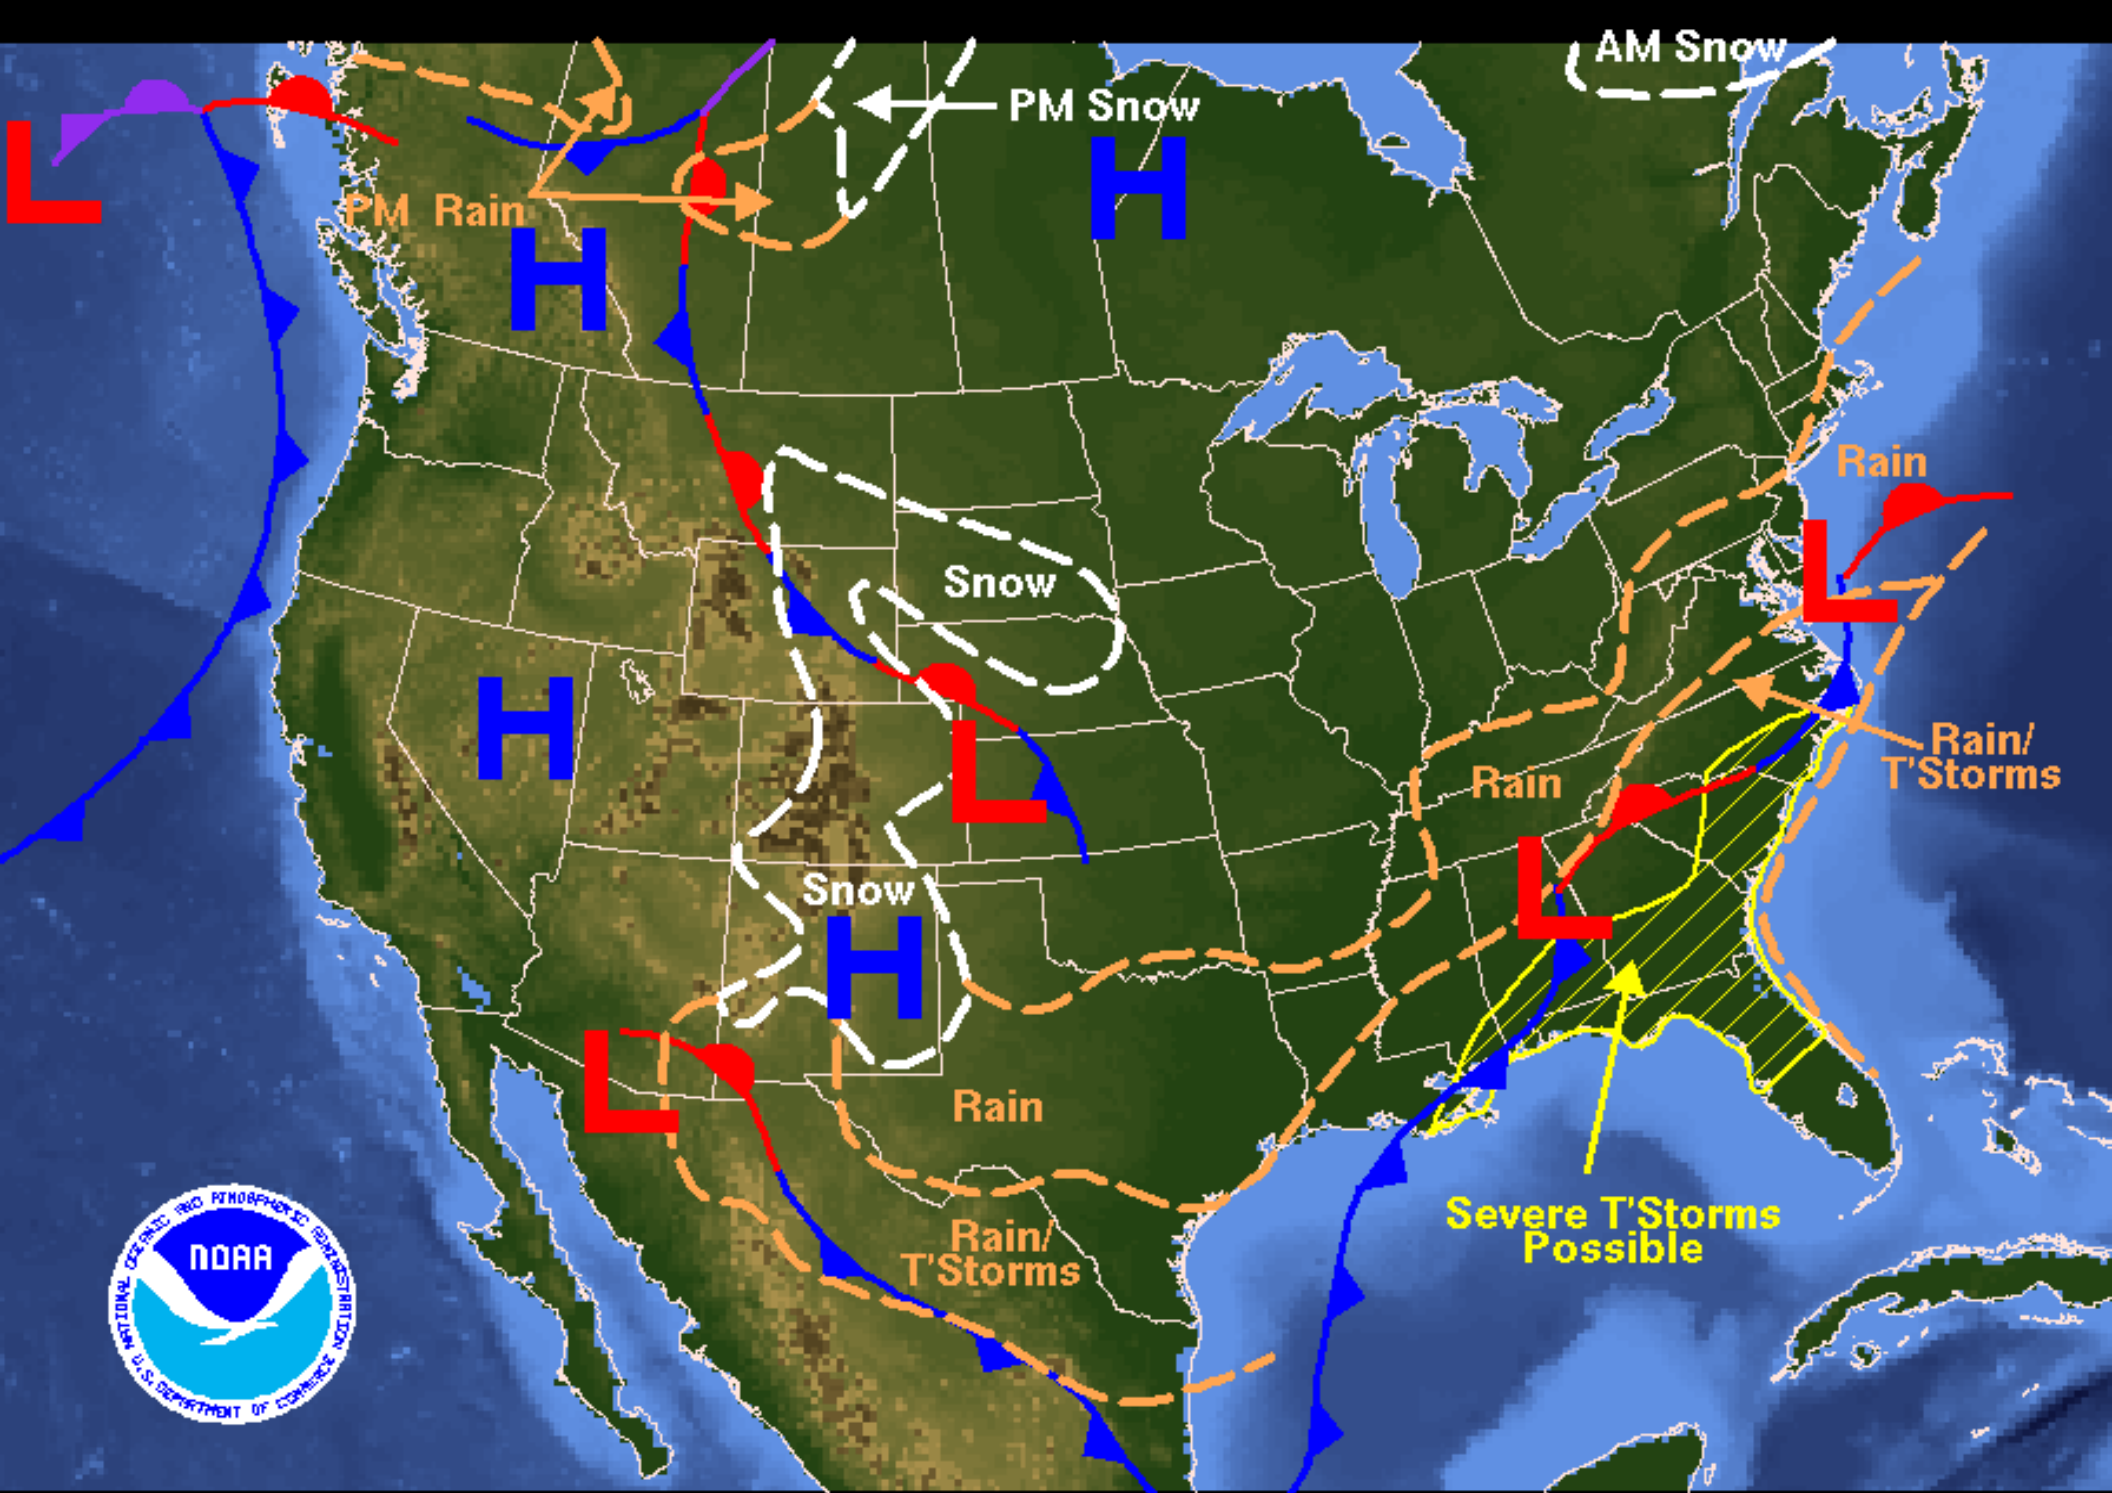 AM Snow
PM Snow
PM Rain
H
H
L
Rain
Snow
L
H
Rain/
T'Storms
L
Rain
L
Snow
H
L
Rain
Severe T'Storms
Possible
Rain/
T'Storms
NATIONAL OCEANIC AND ATMOSPHERIC ADMINISTRATION
NOAA
U.S. DEPARTMENT OF COMMERCE